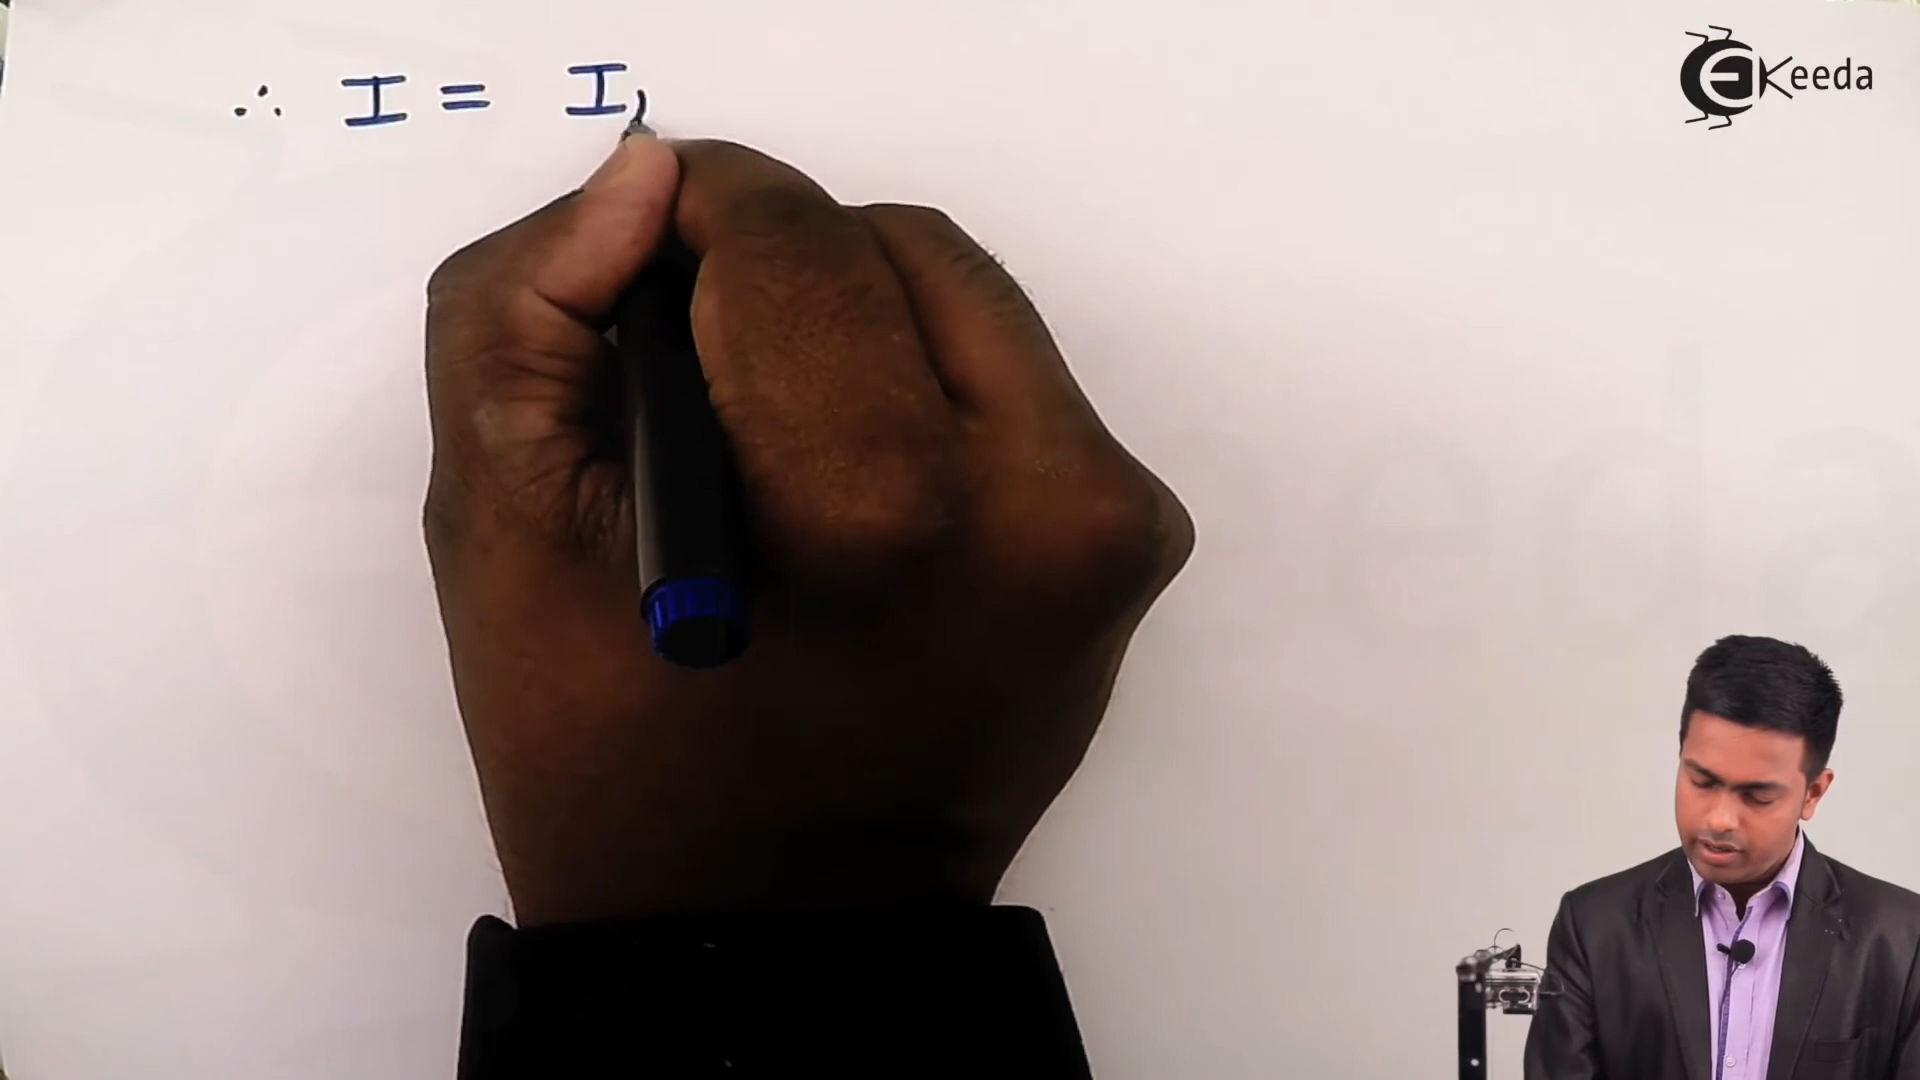 ∴ I = I,
EKeeda